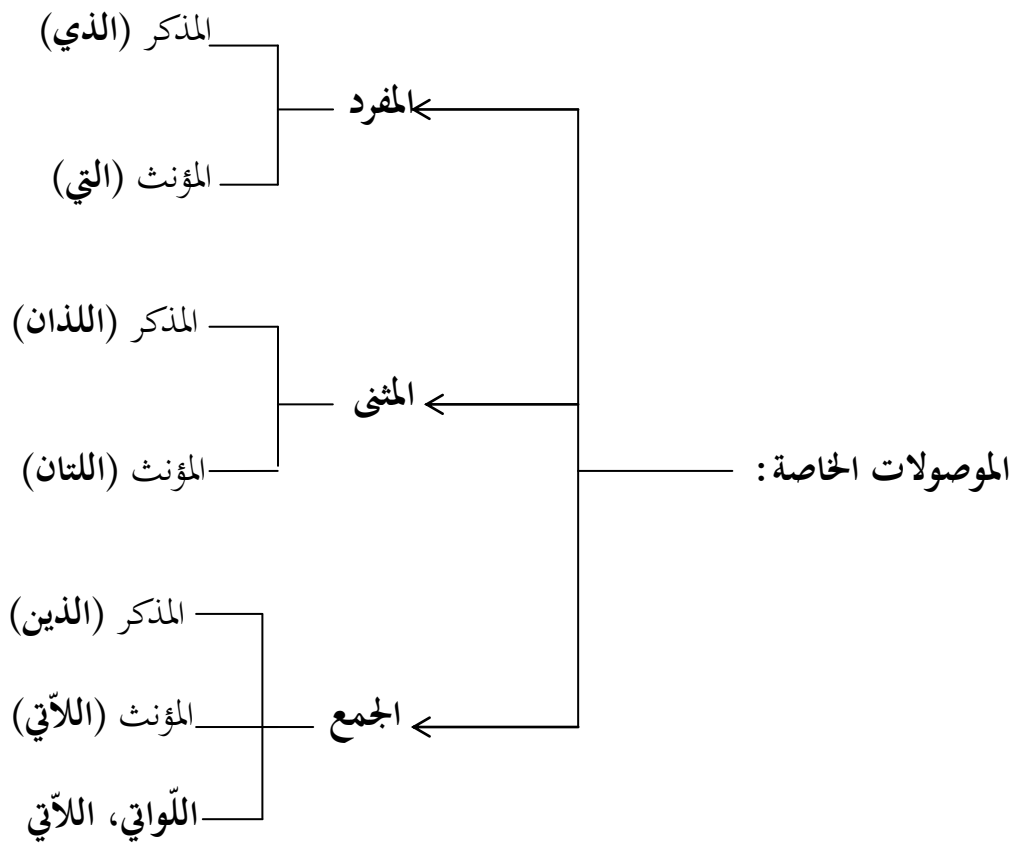 الموصولات الخاصة:
المفرد
المذكر (الذي)
المؤنث (التي)
المثنى
المذكر (اللذان)
المؤنث (اللتان)
الجمع
المذكر (الذين)
المؤنث (اللاّتي)
اللّواتي، اللاّتي